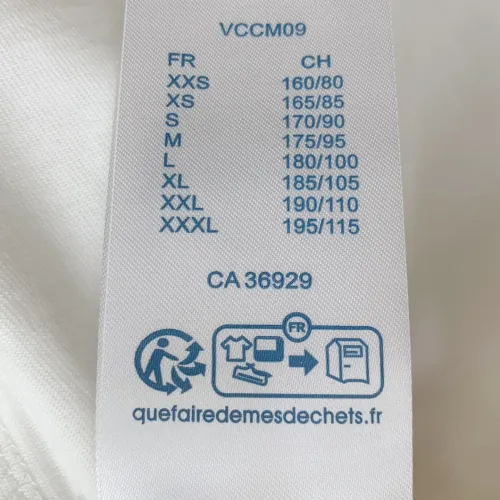 VCCM09
FR CH
XXS 160/80
XS 165/85
S 170/90
M 175/95
L 180/100
XL 185/105
XXL 190/110
XXXL 195/115
CA 36929
FR
quefairedemesdechets.fr